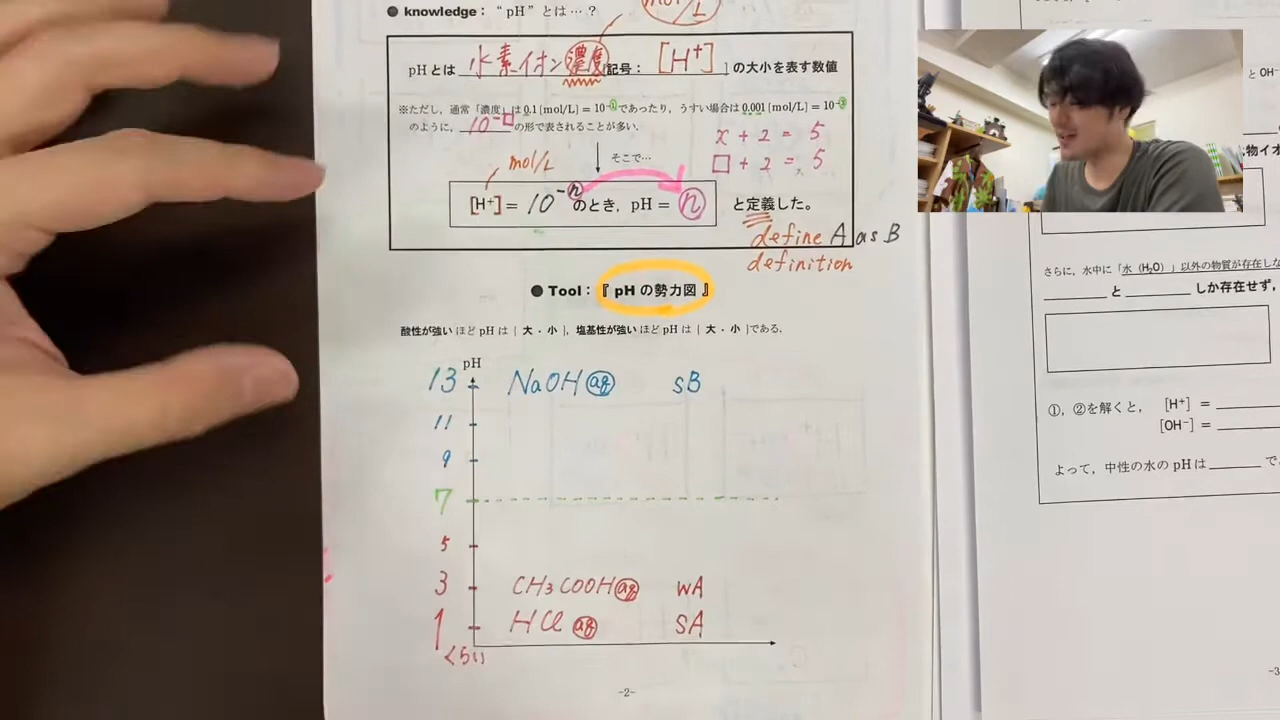 ● knowledge： “pH” とは … ？
mol/L
pHとは 水素イオン濃度 記号： [H⁺] の大小を表す数値
※ただし，通常「濃度」は 0.1 [mol/L] = 10⁻¹ であったり，うすい場合は 0.001 [mol/L] = 10⁻³
のように，10⁻□ の形で表されることが多い．
x + 2 = 5
□ + 2 = 5
mol/L
そこで…
[H⁺] = 10⁻ⁿ のとき，pH = n と定義した。
define A as B
definition
● Tool：『 pH の勢力図 』
酸性が強い ほど pH は [ 大・小 ]，塩基性が強い ほど pH は [ 大・小 ] である．
pH
13 NaOH aq sB
11
9
7
5
3 CH₃COOH aq wA
1 HCl aq sA
くらい
-2-
と OH⁻
物イオ
さらに，水中に「水（H₂O）」以外の物質が存在しな
と しか存在せず，
①，②を解くと， [H⁺] =
[OH⁻] =
よって，中性の水の pH は で
-3